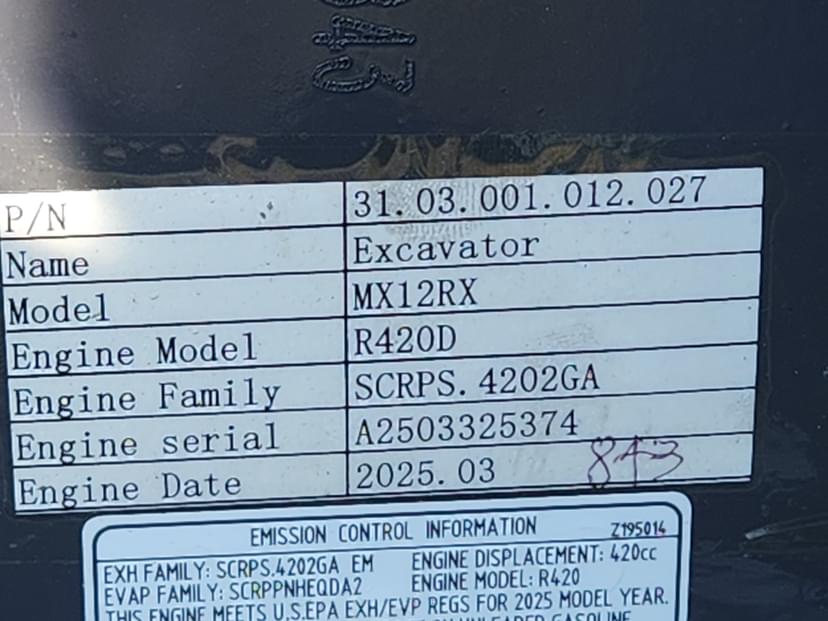 P/N 31.03.001.012.027
Name Excavator
Model MX12RX
Engine Model R420D
Engine Family SCRPS.4202GA
Engine serial A2503325374
Engine Date 2025.03 843
EMISSION CONTROL INFORMATION Z195014
EXH FAMILY: SCRPS.4202GA EM ENGINE DISPLACEMENT: 420cc
EVAP FAMILY: SCRPPNHEQDA2 ENGINE MODEL: R420
THIS ENGINE MEETS U.S.EPA EXH/EVP REGS FOR 2025 MODEL YEAR.
UNLEADED GASOLINE